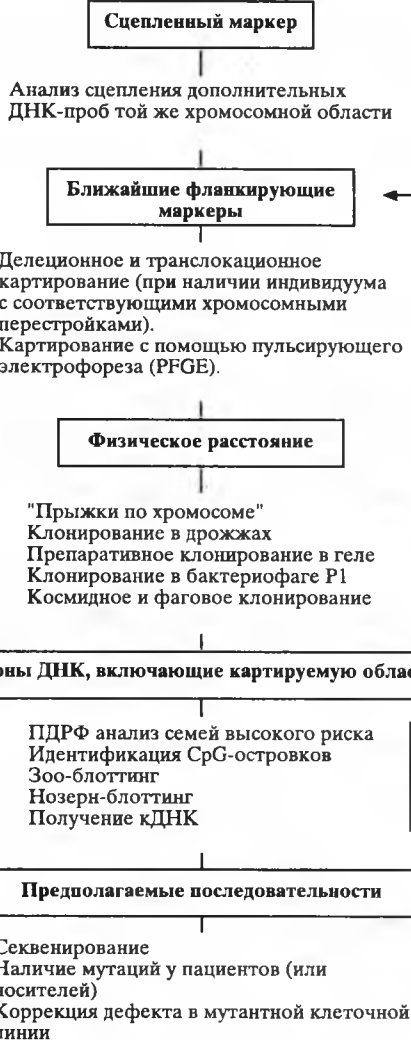 Сцепленный маркер
Анализ сцепления дополнительных
ДНК-проб той же хромосомной области
Ближайшие фланкирующие
маркеры
Делеционное и транслокационное
картирование (при наличии индивидуума
с соответствующими хромосомными
перестройками).
Картирование с помощью пульсирующего
электрофореза (PFGE).
Физическое расстояние
"Прыжки по хромосоме"
Клонирование в дрожжах
Препаративное клонирование в геле
Клонирование в бактериофаге P1
Космидное и фаговое клонирование
оны ДНК, включающие картируемую облас
ПДРФ анализ семей высокого риска
Идентификация CpG-островков
Зоо-блоттинг
Нозерн-блоттинг
Получение кДНК
Предполагаемые последовательности
Секвенирование
Наличие мутаций у пациентов (или
носителей)
Коррекция дефекта в мутантной клеточной
линии